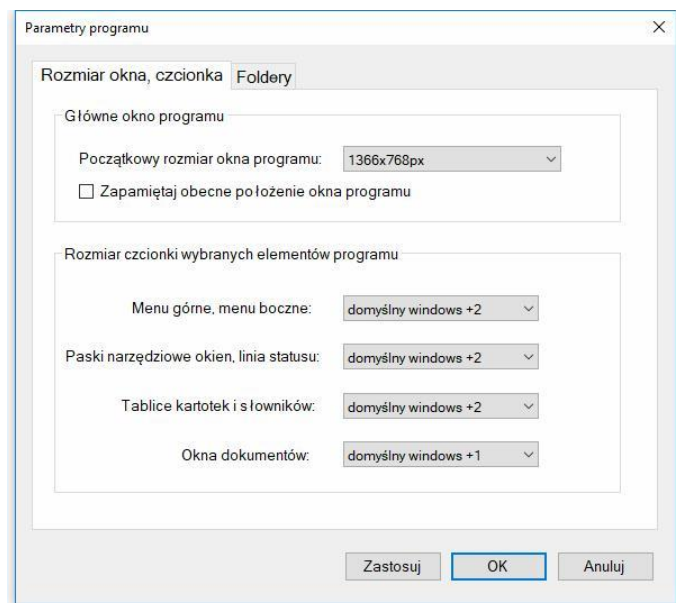 Parametry programu
Rozmiar okna, czcionka Foldery
Główne okno programu
Początkowy rozmiar okna programu: 1366x768px
Zapamiętaj obecne położenie okna programu
Rozmiar czcionki wybranych elementów programu
Menu górne, menu boczne: domyślny windows +2
Paski narzędziowe okien, linia statusu: domyślny windows +2
Tablice kartotek i słowników: domyślny windows +2
Okna dokumentów: domyślny windows +1
Zastosuj OK Anuluj